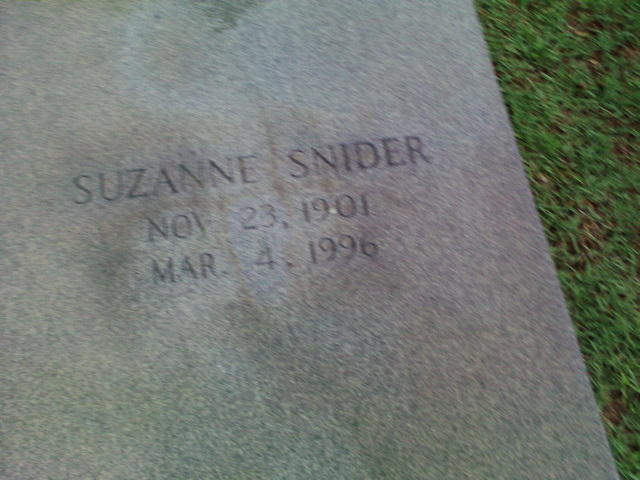 SUZANNE SNIDER
NOV 23, 1901
MAR. 4, 1996